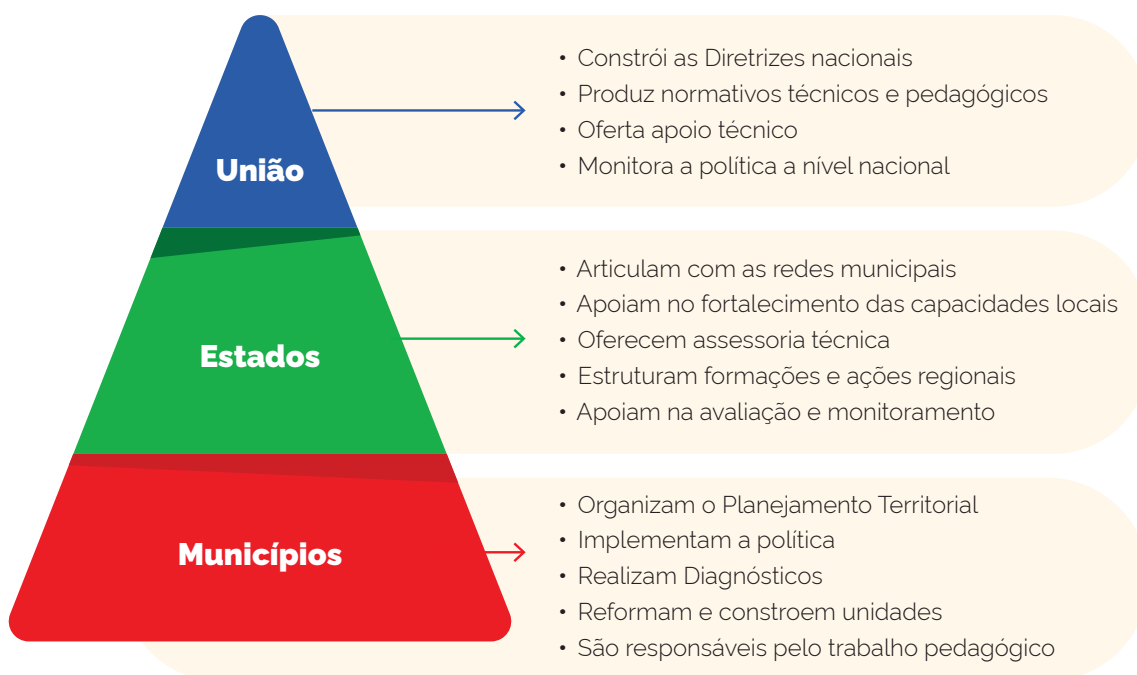 União
• Constrói as Diretrizes nacionais
• Produz normativos técnicos e pedagógicos
• Oferta apoio técnico
• Monitora a política a nível nacional
Estados
• Articulam com as redes municipais
• Apoiam no fortalecimento das capacidades locais
• Oferecem assessoria técnica
• Estruturam formações e ações regionais
• Apoiam na avaliação e monitoramento
Municípios
• Organizam o Planejamento Territorial
• Implementam a política
• Realizam Diagnósticos
• Reformam e constroem unidades
• São responsáveis pelo trabalho pedagógico